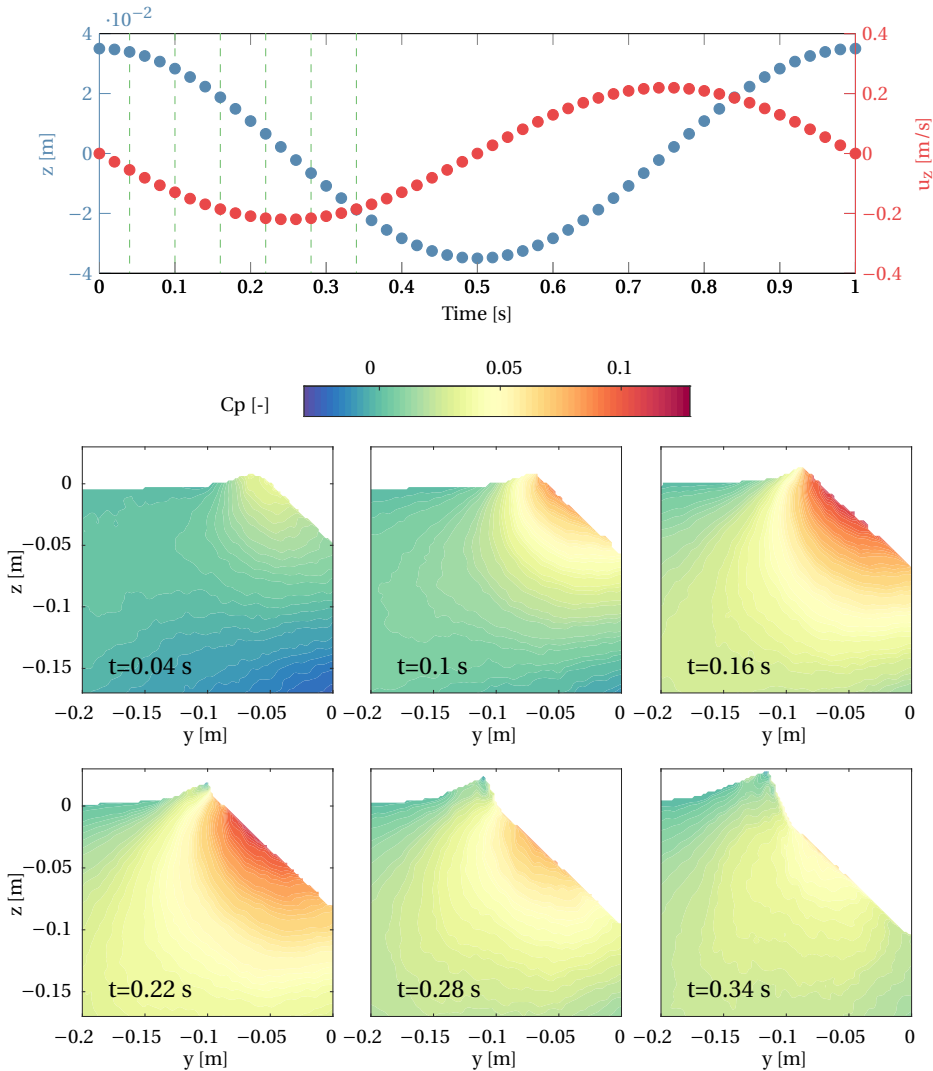 ·10⁻²
4 0.4
2 0.2
0 0
−2 −0.2
−4 −0.4
z [m]
u_z [m/s]
0 0.1 0.2 0.3 0.4 0.5 0.6 0.7 0.8 0.9 1
Time [s]
0 0.05 0.1
Cp [-]
0
−0.05
−0.1
−0.15
z [m]
t=0.04 s t=0.1 s t=0.16 s
−0.2 −0.15 −0.1 −0.05 0 −0.2 −0.15 −0.1 −0.05 0 −0.2 −0.15 −0.1 −0.05 0
y [m] y [m] y [m]
0
−0.05
−0.1
−0.15
z [m]
t=0.22 s t=0.28 s t=0.34 s
−0.2 −0.15 −0.1 −0.05 0 −0.2 −0.15 −0.1 −0.05 0 −0.2 −0.15 −0.1 −0.05 0
y [m] y [m] y [m]